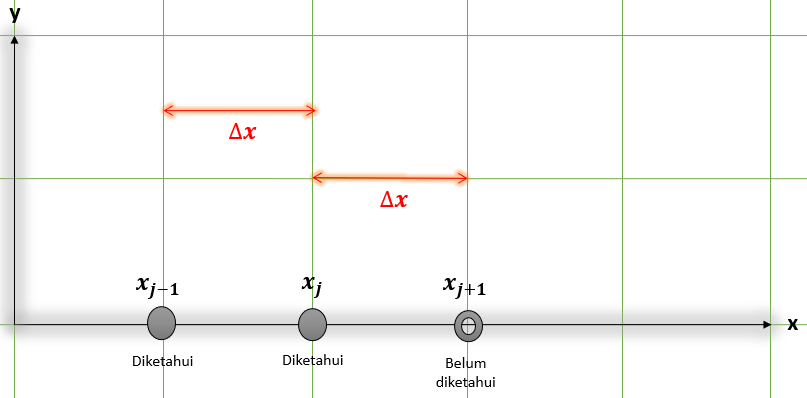 y
Δx
Δx
x_{j−1}
x_j
x_{j+1}
x
Diketahui
Diketahui
Belum
diketahui